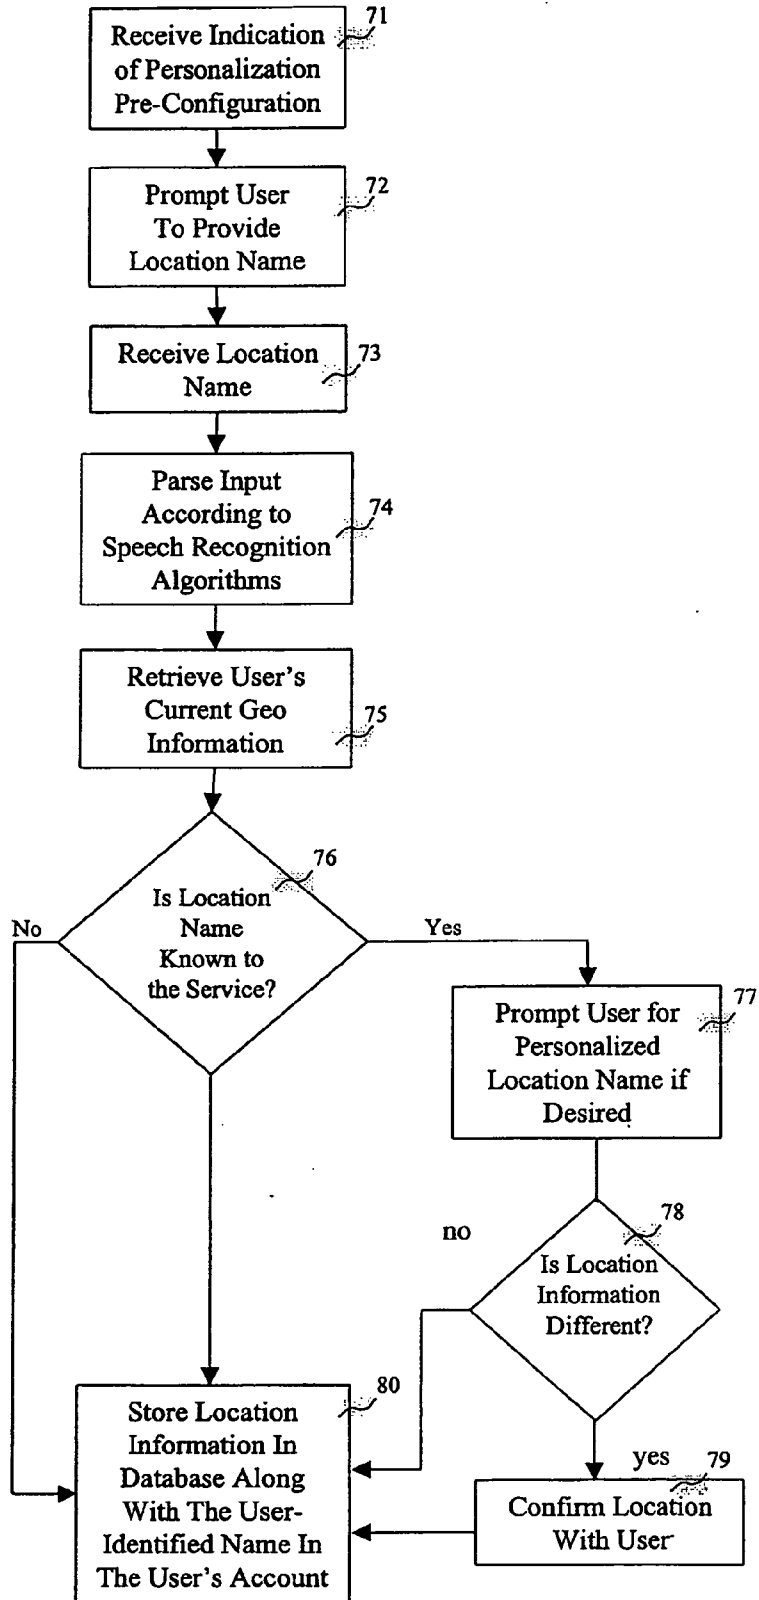 71
Receive Indication
of Personalization
Pre-Configuration
72
Prompt User
To Provide
Location Name
73
Receive Location
Name
74
Parse Input
According to
Speech Recognition
Algorithms
75
Retrieve User's
Current Geo
Information
76
Is Location
Name
Known to
the Service?
No
Yes
77
Prompt User for
Personalized
Location Name if
Desired
78
no
Is Location
Information
Different?
yes
79
Confirm Location
With User
80
Store Location
Information In
Database Along
With The User-
Identified Name In
The User's Account